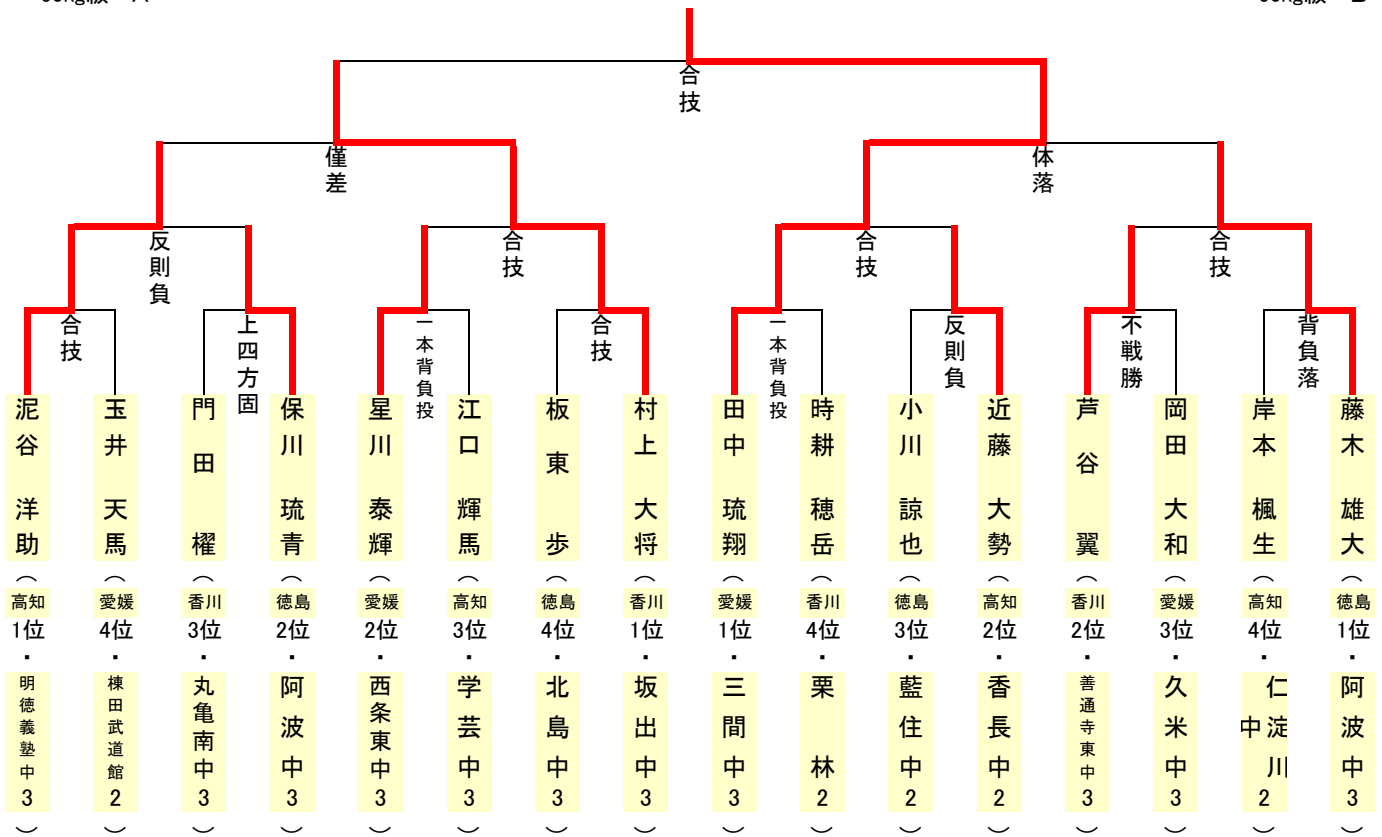 合技
僅差
体落
反則負
合技
合技
合技
合技
上四方固
一本背負投
合技
一本背負投
反則負
不戦勝
背負落
泥谷 洋助（高知1位・明徳義塾中3）
玉井 天馬（愛媛4位・棟田武道館2）
門田 櫂（香川3位・丸亀南中3）
保川 琉青（徳島2位・阿波中3）
星川 泰輝（愛媛2位・西条東中3）
江口 輝馬（高知3位・学芸中3）
板東 歩（徳島4位・北島中3）
村上 大将（香川1位・坂出中3）
田中 琉翔（愛媛1位・三間中3）
時耕 穂岳（香川4位・栗林2）
小川 諒也（徳島3位・藍住中2）
近藤 大勢（高知2位・香長中2）
芦谷 翼（香川2位・善通寺東中3）
岡田 大和（愛媛3位・久米中3）
岸本 楓生（高知4位・仁淀川中2）
藤木 雄大（徳島1位・阿波中3）